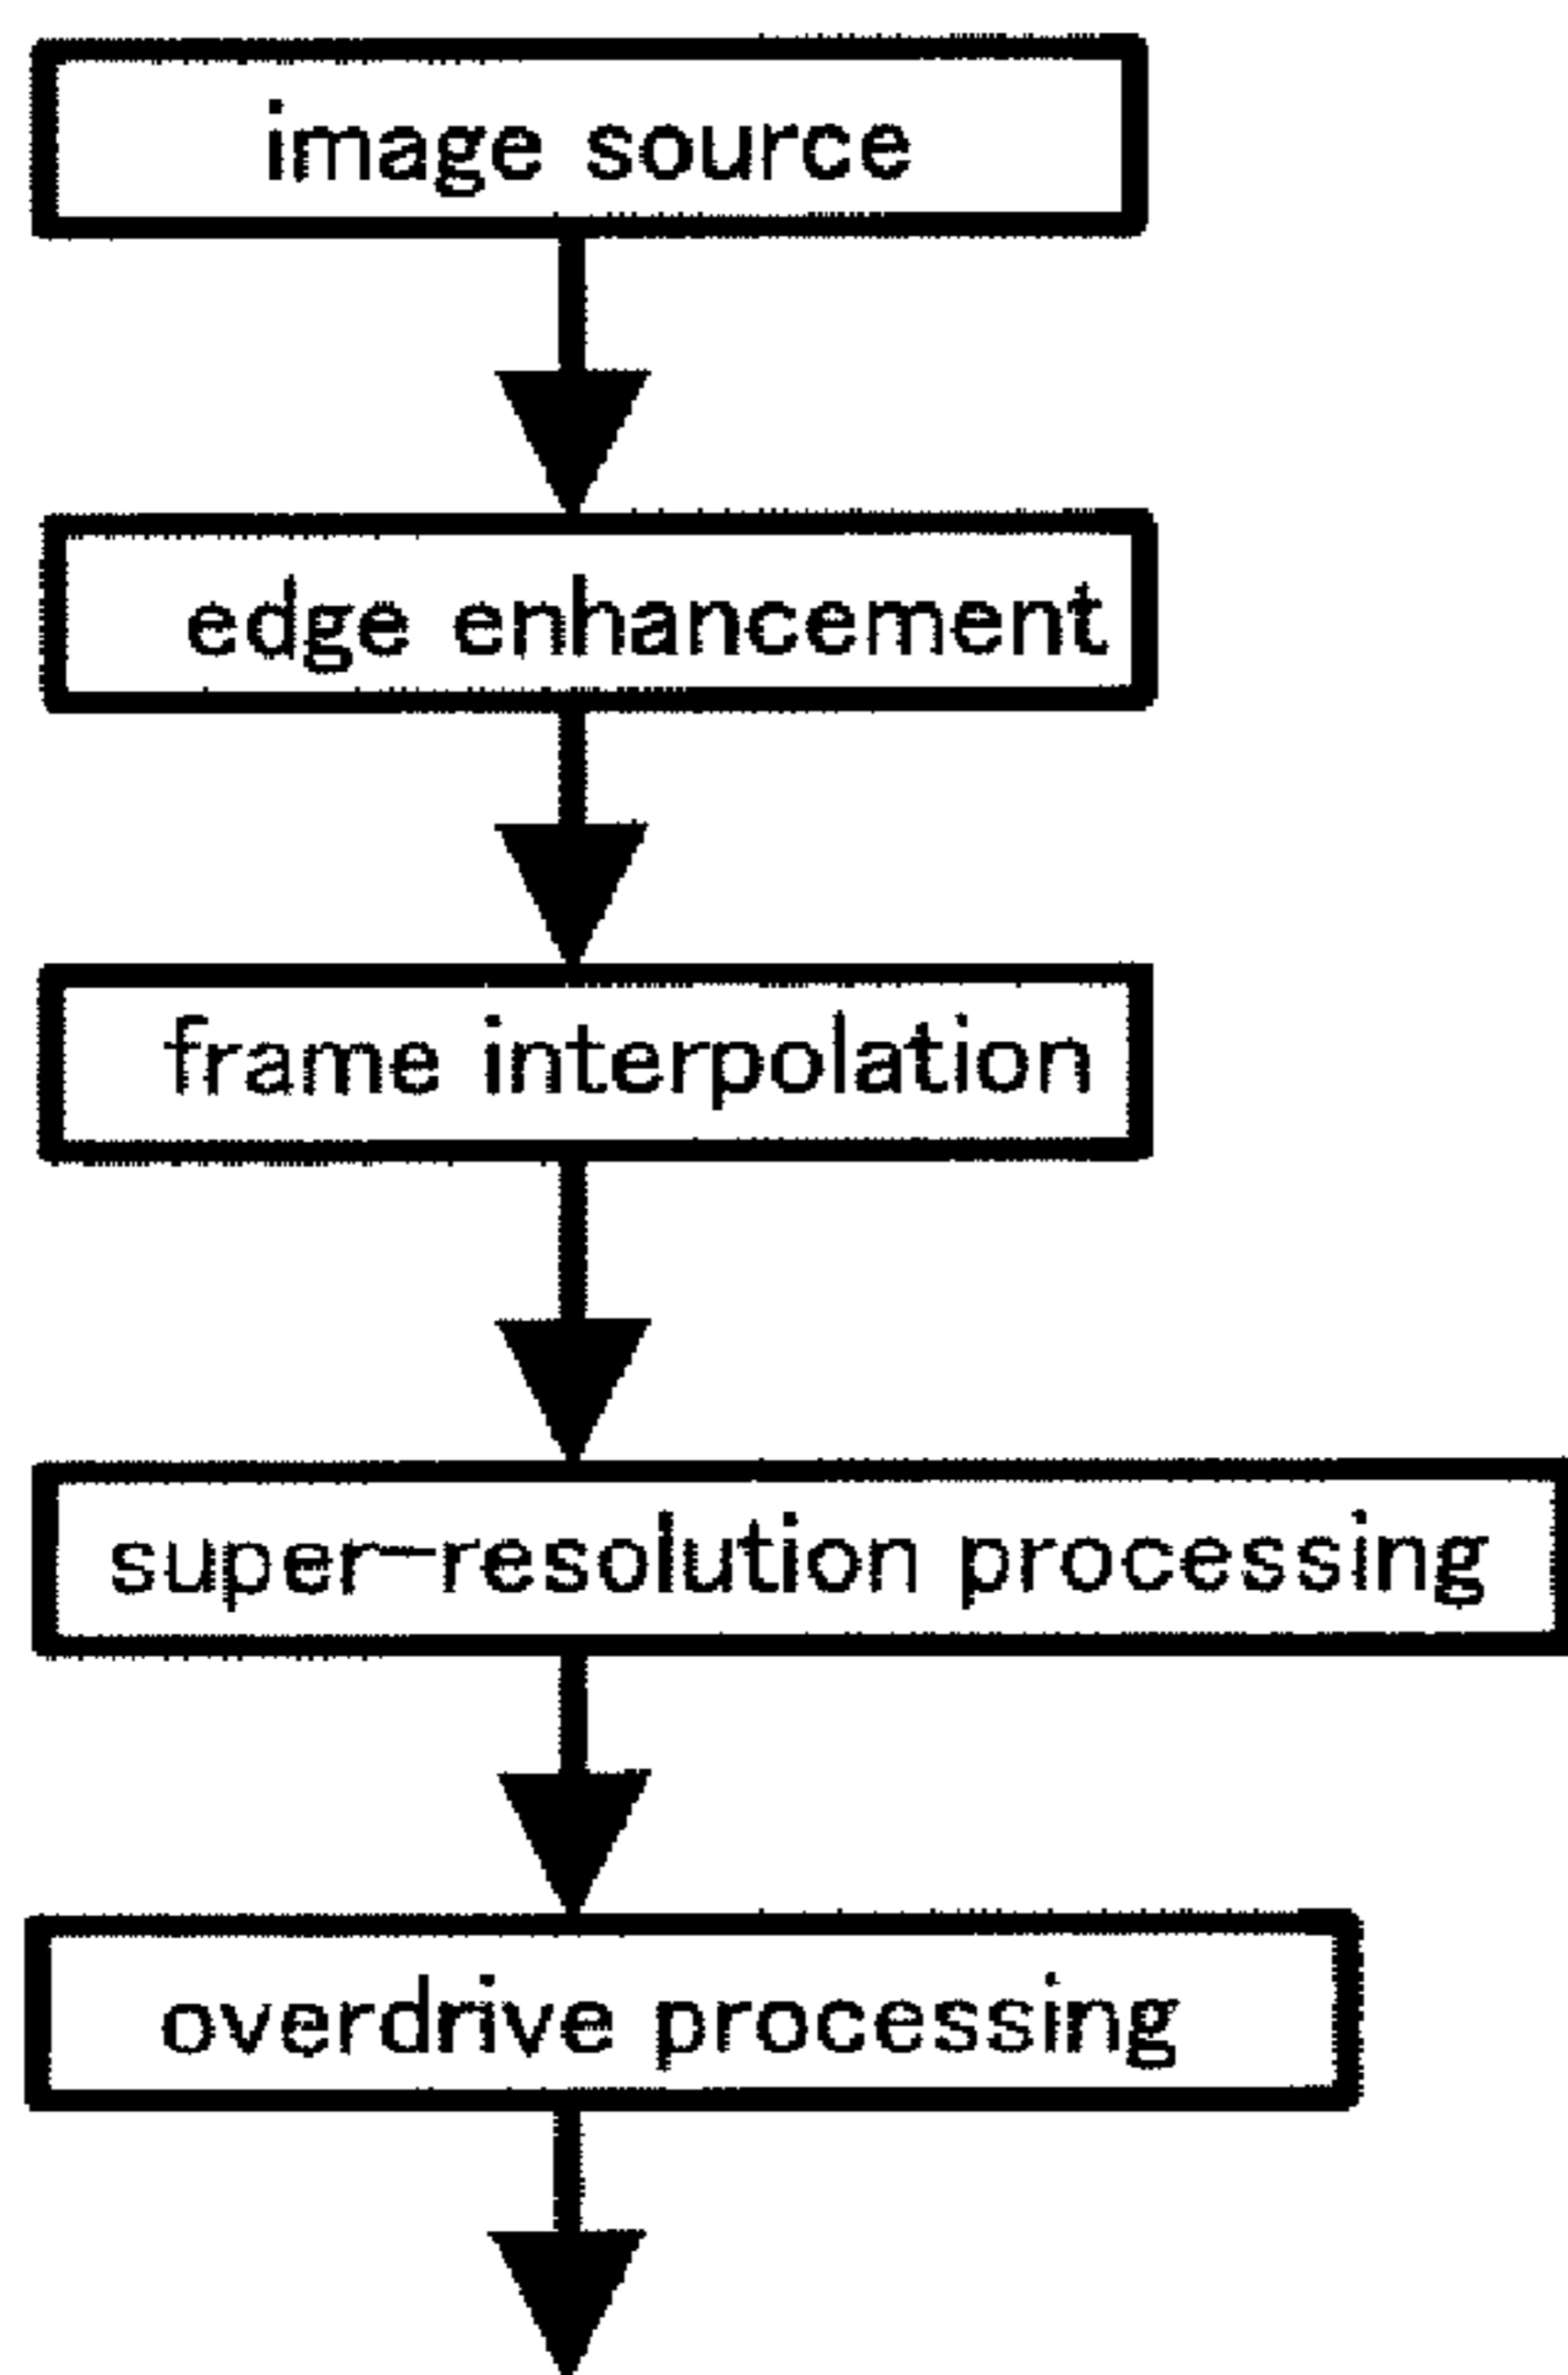 image source
edge enhancement
frame interpolation
super-resolution processing
overdrive processing